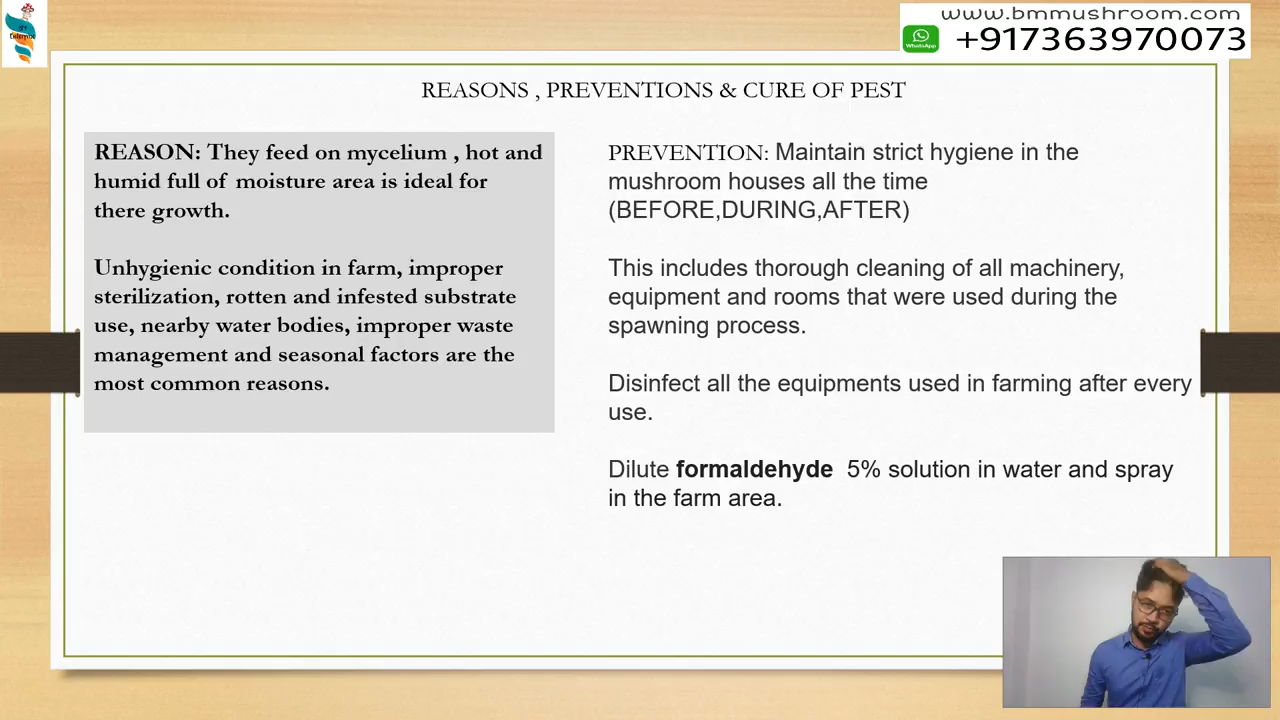 www.bmmushroom.com
WhatsApp
+917363970073
REASONS , PREVENTIONS & CURE OF PEST
REASON: They feed on mycelium , hot and
humid full of moisture area is ideal for
there growth.
Unhygienic condition in farm, improper
sterilization, rotten and infested substrate
use, nearby water bodies, improper waste
management and seasonal factors are the
most common reasons.
PREVENTION: Maintain strict hygiene in the
mushroom houses all the time
(BEFORE,DURING,AFTER)
This includes thorough cleaning of all machinery,
equipment and rooms that were used during the
spawning process.
Disinfect all the equipments used in farming after every
use.
Dilute formaldehyde 5% solution in water and spray
in the farm area.